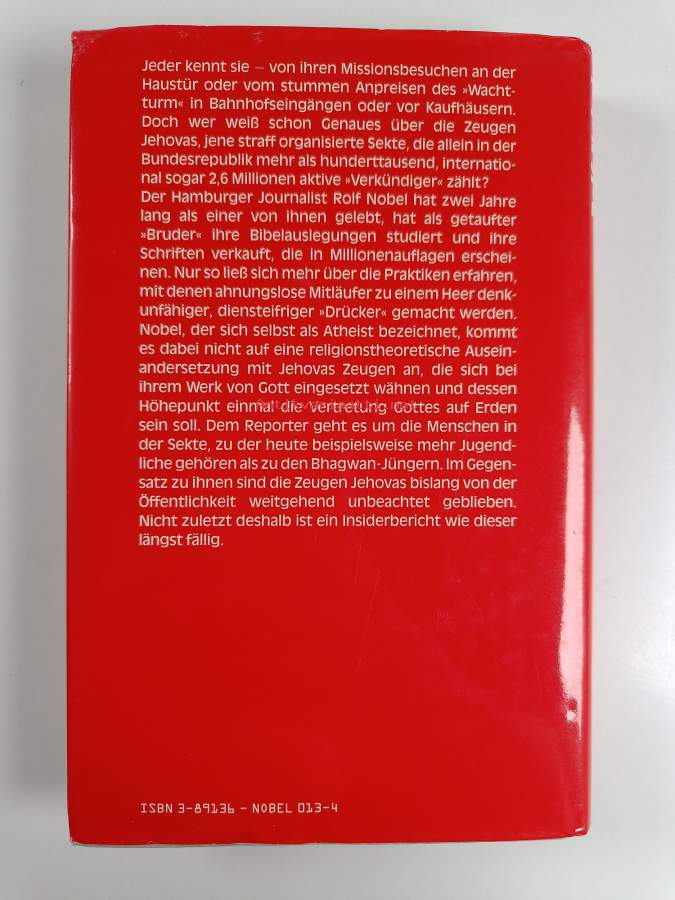 Jeder kennt sie – von ihren Missionsbesuchen an der
Haustür oder vom stummen Anpreisen des »Wacht-
turm« in Bahnhofseingängen oder vor Kaufhäusern.
Doch wer weiß schon Genaues über die Zeugen
Jehovas, jene straff organisierte Sekte, die allein in der
Bundesrepublik mehr als hunderttausend, internatio-
nal sogar 2,6 Millionen aktive »Verkündiger« zählt?
Der Hamburger Journalist Rolf Nobel hat zwei Jahre
lang als einer von ihnen gelebt, hat als getaufter
»Bruder« ihre Bibelauslegungen studiert und ihre
Schriften verkauft, die in Millionenauflagen erschei-
nen. Nur so ließ sich mehr über die Praktiken erfahren,
mit denen ahnungslose Mitläufer zu einem Heer denk-
unfähiger, diensteifriger »Drücker« gemacht werden.
Nobel, der sich selbst als Atheist bezeichnet, kommt
es dabei nicht auf eine religionstheoretische Ausein-
andersetzung mit Jehovas Zeugen an, die sich bei
ihrem Werk von Gott eingesetzt wähnen und dessen
Höhepunkt einmal die Vertretung Gottes auf Erden
sein soll. Dem Reporter geht es um die Menschen in
der Sekte, zu der heute beispielsweise mehr Jugend-
liche gehören als zu den Bhagwan-Jüngern. Im Gegen-
satz zu ihnen sind die Zeugen Jehovas bislang von der
Öffentlichkeit weitgehend unbeachtet geblieben.
Nicht zuletzt deshalb ist ein Insiderbericht wie dieser
längst fällig.
ISBN 3-89136 - NOBEL 013-4